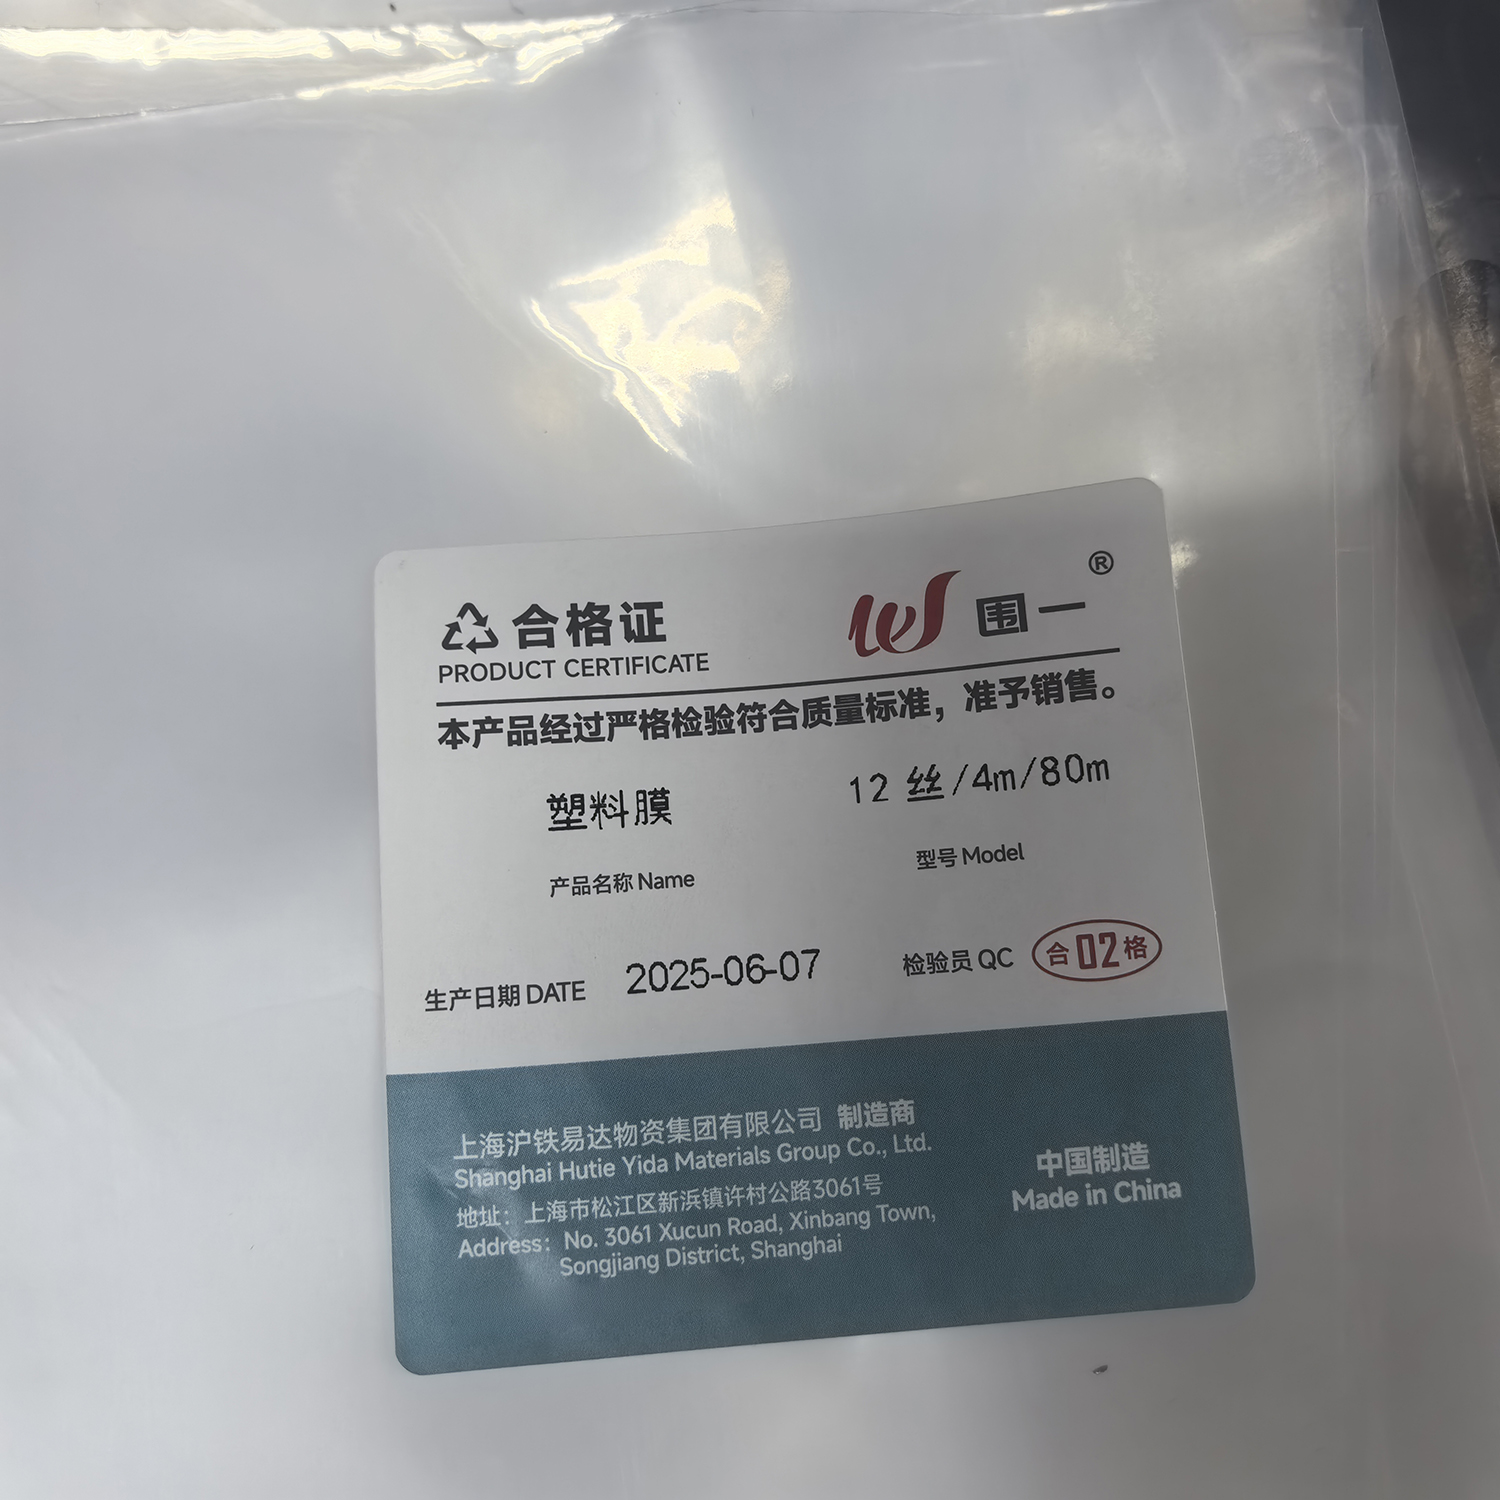 合格证
PRODUCT CERTIFICATE
围一 ®
本产品经过严格检验符合质量标准，准予销售。
塑料膜
12 丝/4m/80m
产品名称 Name
型号 Model
生产日期 DATE 2025-06-07
检验员 QC 合02格
上海沪铁易达物资集团有限公司 制造商
Shanghai Hutie Yida Materials Group Co., Ltd.
地址：上海市松江区新浜镇许村公路3061号
Address: No. 3061 Xucun Road, Xinbang Town,
Songjiang District, Shanghai
中国制造
Made in China